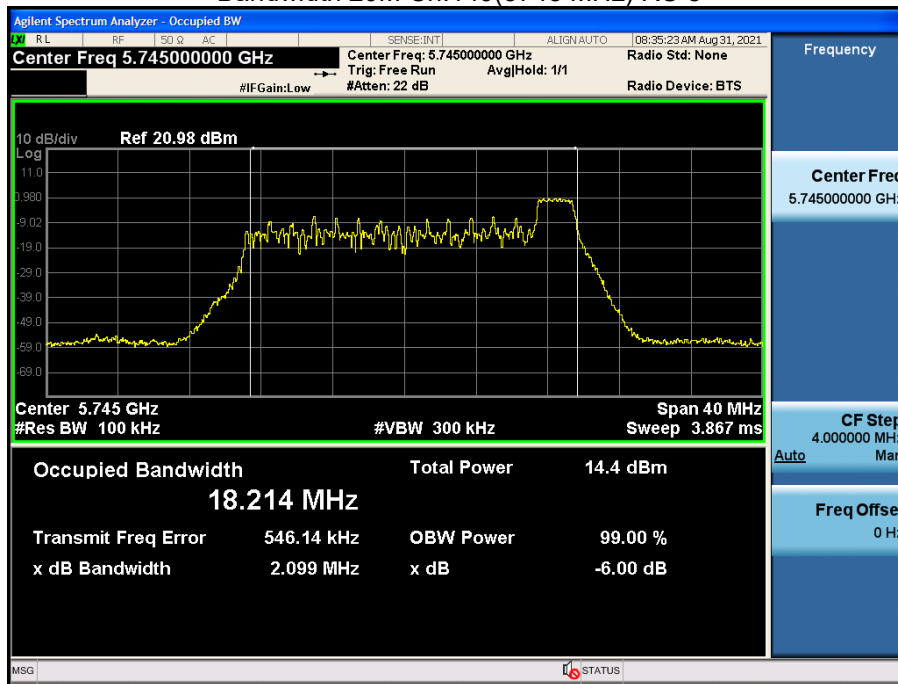 Agilent Spectrum Analyzer - Occupied BW
LXI RL RF 50 Ω AC SENSE:INT ALIGN AUTO 08:35:23 AM Aug 31, 2021
Center Freq 5.745000000 GHz
Center Freq: 5.745000000 GHz
Radio Std: None
Trig: Free Run Avg|Hold: 1/1
#IFGain:Low #Atten: 22 dB Radio Device: BTS
Frequency
10 dB/div Ref 20.98 dBm
Log
11.0
0.980
-9.02
-19.0
-29.0
-39.0
-49.0
-59.0
-69.0
Center 5.745 GHz Span 40 MHz
#Res BW 100 kHz #VBW 300 kHz Sweep 3.867 ms
Occupied Bandwidth Total Power 14.4 dBm
18.214 MHz
Transmit Freq Error 546.14 kHz OBW Power 99.00 %
x dB Bandwidth 2.099 MHz x dB -6.00 dB
Center Freq
5.745000000 GH
CF Step
4.000000 MH
Auto Man
Freq Offse
0 H
MSG STATUS